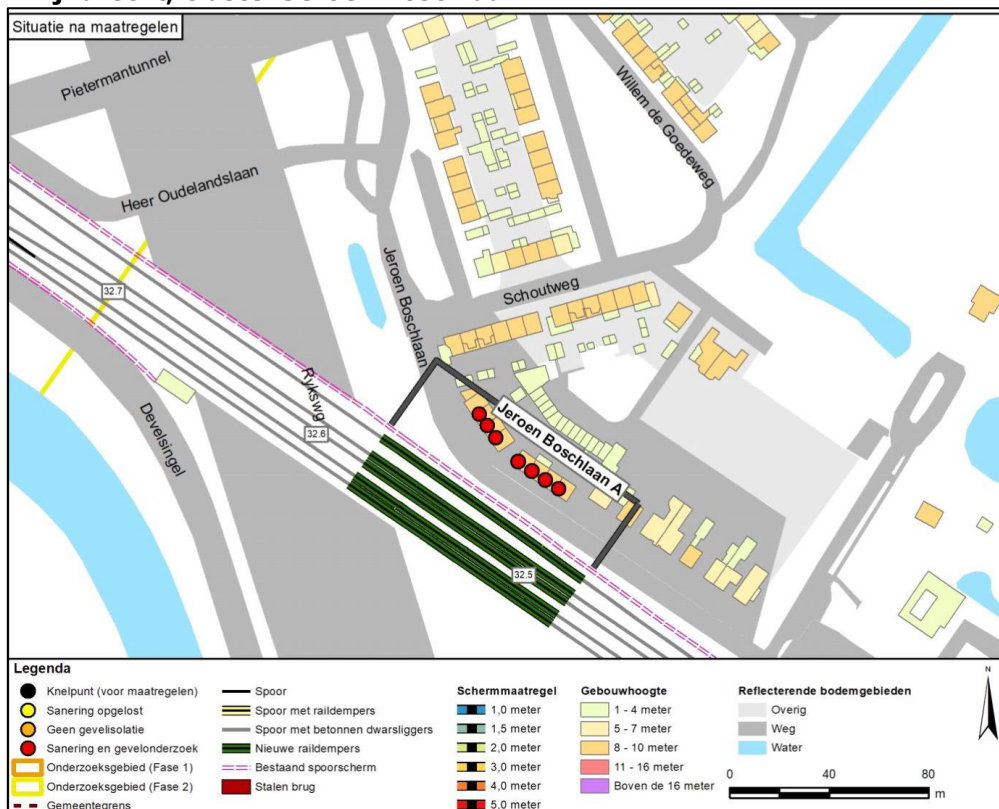 Situatie na maatregelen
Pietermantunnel
Heer Oudelandslaan
Willem de Goedeweg
Jeroen Boschlaan
Schoutweg
32.7
Rykswg
32.6
Develsingel
Jeroen Boschlaan A
32.5
Legenda
Knelpunt (voor maatregelen)
Sanering opgelost
Geen gevelisolatie
Sanering en gevelonderzoek
Onderzoeksgebied (Fase 1)
Onderzoeksgebied (Fase 2)
Gemeentegrens
Spoor
Spoor met raildempers
Spoor met betonnen dwarsliggers
Nieuwe raildempers
Bestaand spoorscherm
Stalen brug
Schermmaatregel
1,0 meter
1,5 meter
2,0 meter
3,0 meter
4,0 meter
5,0 meter
Gebouwhoogte
1 - 4 meter
5 - 7 meter
8 - 10 meter
11 - 16 meter
Boven de 16 meter
Reflecterende bodemgebieden
Overig
Weg
Water
N
0 40 80
m